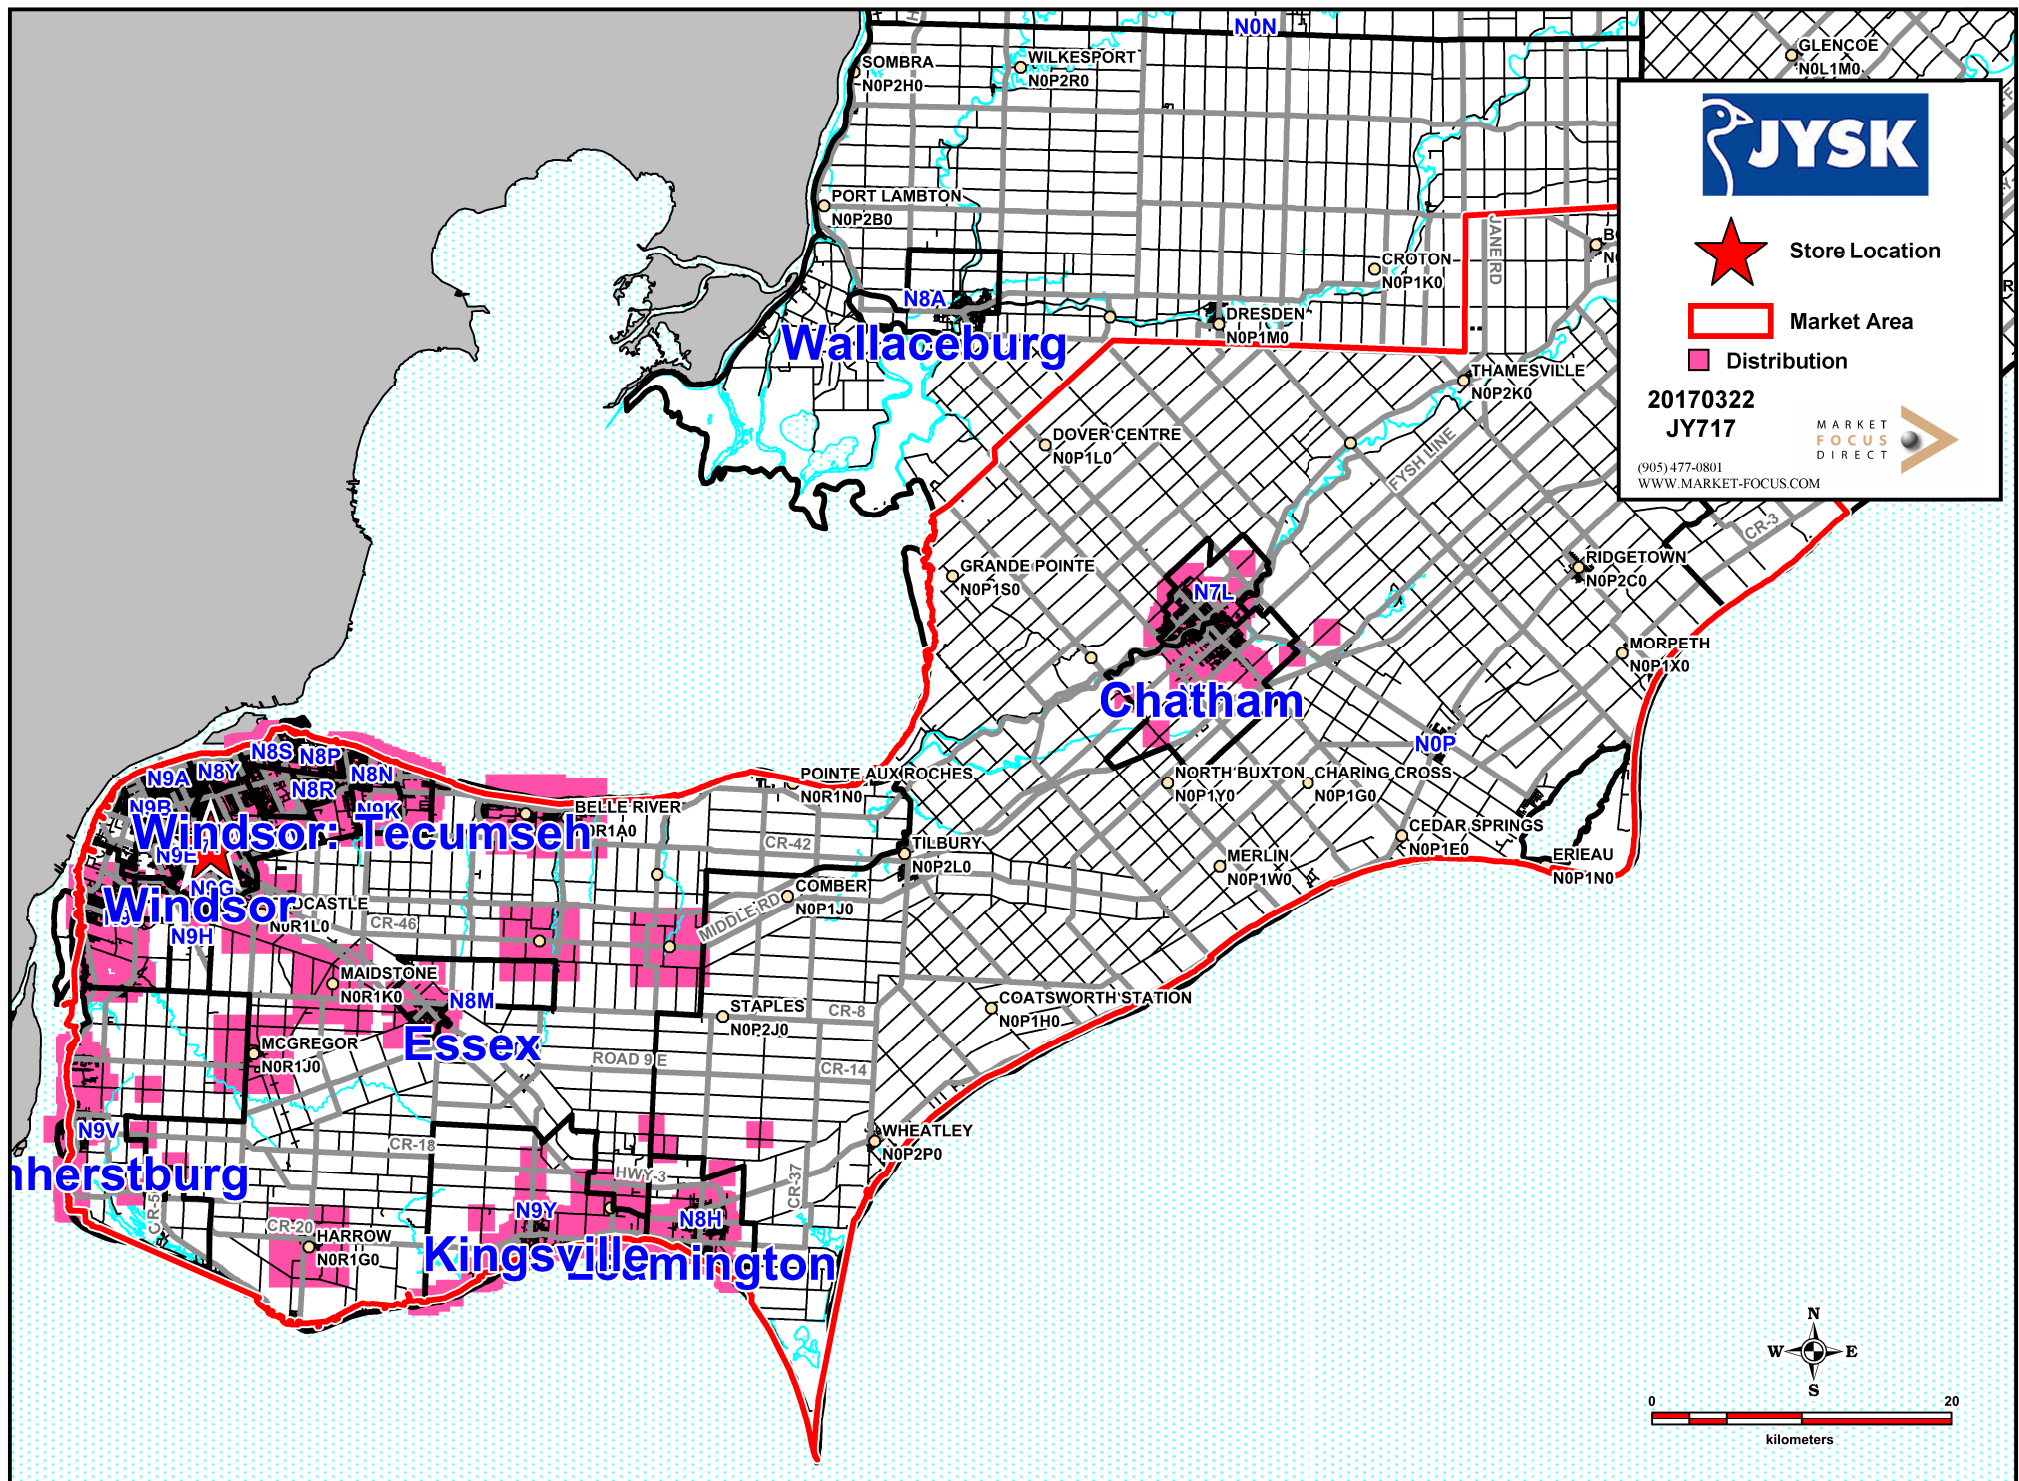 N0N
GLENCOE
N0L1M0
SOMBRA
N0P2H0
WILKESPORT
N0P2R0
JYSK
PORT LAMBTON
N0P2B0
JANE RD
Store Location
CROTON
N0P1K0
N8A
DRESDEN
N0P1M0
Market Area
Wallaceburg
Distribution
THAMESVILLE
N0P2K0
20170322
JY717
MARKET
FOCUS
DIRECT
(905) 477-0801
WWW.MARKET-FOCUS.COM
DOVER CENTRE
N0P1L0
FYSH LINE
CR-3
GRANDE POINTE
N0P1S0
RIDGETOWN
N0P2C0
N7L
MORPETH
N0P1X0
Chatham
N0P
N8S
N8P
N9A
N8Y
N8N
N8R
N9B
N9K
POINTE AUX ROCHES
N0R1N0
NORTH BUXTON
N0P1Y0
CHARING CROSS
N0P1G0
BELLE RIVER
Windsor: Tecumseh
CR-42
TILBURY
N0P2L0
CEDAR SPRINGS
N0P1E0
N9E
MERLIN
N0P1W0
ERIEAU
N0P1N0
N9G
Windsor
N0R1L0
COMBER
N0P1J0
MIDDLE RD
CR-46
N9H
MAIDSTONE
N0R1K0
N8M
STAPLES
N0P2J0
CR-8
COATSWORTH STATION
N0P1H0
Essex
MCGREGOR
N0R1J0
ROAD 9 E
CR-14
N9V
CR-18
WHEATLEY
N0P2P0
herstburg
HWY-3
CR-37
N9Y
N8H
CR-20
HARROW
N0R1G0
Kingsville
mington
N
W
E
S
0
20
kilometers